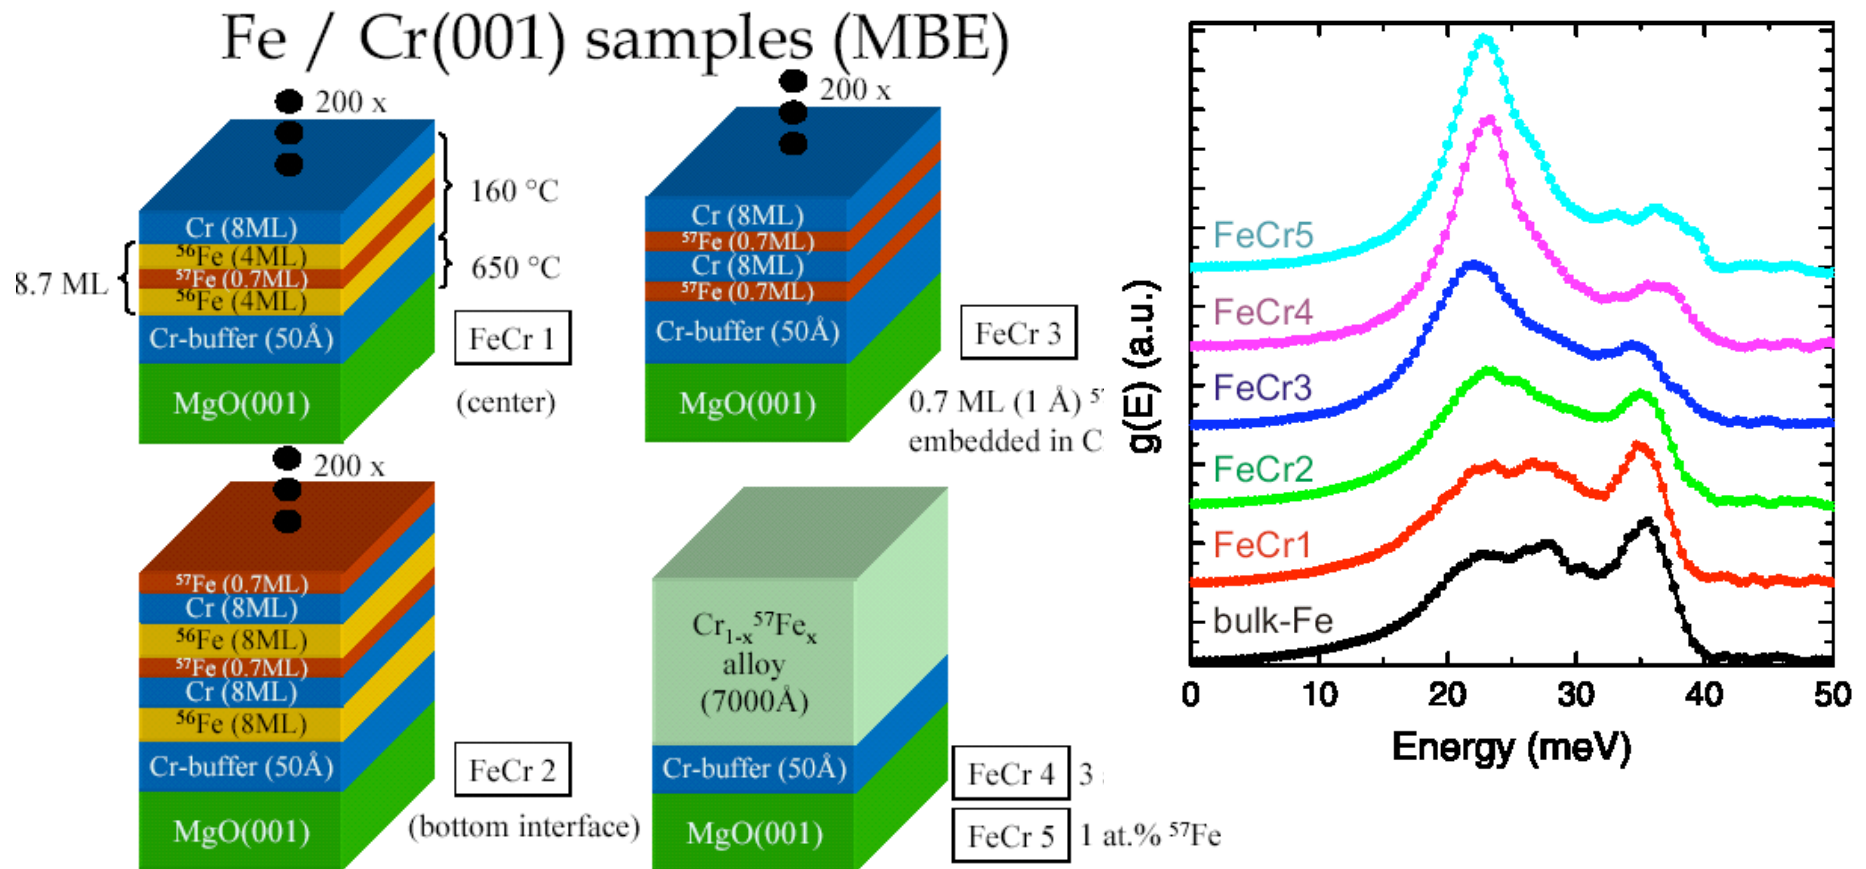 Fe / Cr(001) samples (MBE)
200 x
160 °C
650 °C
8.7 ML
Cr (8ML)
⁵⁶Fe (4ML)
⁵⁷Fe (0.7ML)
⁵⁶Fe (4ML)
Cr-buffer (50Å)
MgO(001)
FeCr 1
(center)
200 x
Cr (8ML)
⁵⁷Fe (0.7ML)
Cr (8ML)
⁵⁷Fe (0.7ML)
Cr-buffer (50Å)
MgO(001)
FeCr 3
0.7 ML (1 Å) ⁵⁷
embedded in C
200 x
⁵⁷Fe (0.7ML)
Cr (8ML)
⁵⁶Fe (8ML)
⁵⁷Fe (0.7ML)
Cr (8ML)
⁵⁶Fe (8ML)
Cr-buffer (50Å)
MgO(001)
FeCr 2
(bottom interface)
Cr₁₋ₓ⁵⁷Feₓ
alloy
(7000Å)
Cr-buffer (50Å)
MgO(001)
FeCr 4 3
FeCr 5 1 at.% ⁵⁷Fe
g(E) (a.u.)
FeCr5
FeCr4
FeCr3
FeCr2
FeCr1
bulk-Fe
0 10 20 30 40 50
Energy (meV)